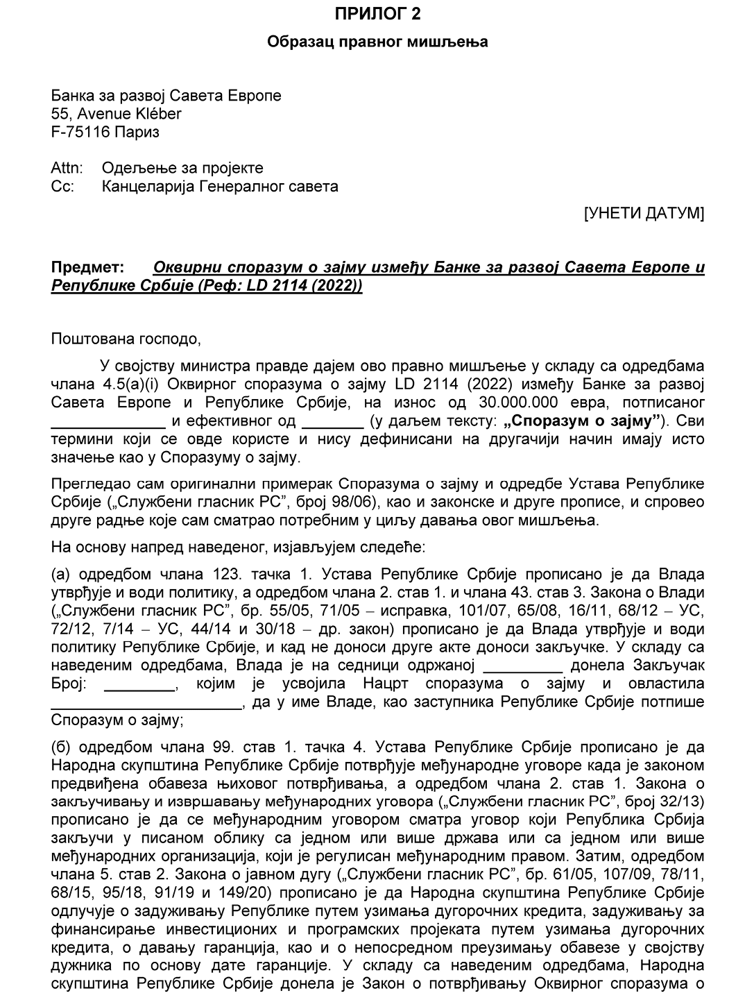 ПРИЛОГ 2
Образац правног мишљења
Банка за развој Савета Европе
55, Avenue Kléber
F-75116 Париз
Attn: Одељење за пројекте
Cc: Канцеларија Генералног савета
[УНЕТИ ДАТУМ]
Предмет: Оквирни споразум о зајму између Банке за развој Савета Европе и
Републике Србије (Реф: LD 2114 (2022))
Поштована господо,
У својству министра правде дајем ово правно мишљење у складу са одредбама
члана 4.5(a)(i) Оквирног споразума о зајму LD 2114 (2022) између Банке за развој
Савета Европе и Републике Србије, на износ од 30.000.000 евра, потписаног
_____________ и ефективног од _______ (у даљем тексту: „Споразум о зајму”). Сви
термини који се овде користе и нису дефинисани на другачији начин имају исто
значење као у Споразуму о зајму.
Прегледао сам оригинални примерак Споразума о зајму и одредбе Устава Републике
Србије („Службени гласник РС”, број 98/06), као и законске и друге прописе, и спровео
друге радње које сам сматрао потребним у циљу давања овог мишљења.
На основу напред наведеног, изјављујем следеће:
(а) одредбом члана 123. тачка 1. Устава Републике Србије прописано је да Влада
утврђује и води политику, а одредбом члана 2. став 1. и члана 43. став 3. Закона о Влади
(„Службени гласник РС”, бр. 55/05, 71/05 – исправка, 101/07, 65/08, 16/11, 68/12 – УС,
72/12, 7/14 – УС, 44/14 и 30/18 – др. закон) прописано је да Влада утврђује и води
политику Републике Србије, и кад не доноси друге акте доноси закључке. У складу са
наведеним одредбама, Влада је на седници одржаној _________ донела Закључак
Број: ________, којим је усвојила Нацрт споразума о зајму и овластила
______________________, да у име Владе, као заступника Републике Србије потпише
Споразум о зајму;
(б) одредбом члана 99. став 1. тачка 4. Устава Републике Србије прописано је да
Народна скупштина Републике Србије потврђује међународне уговоре када је законом
предвиђена обавеза њиховог потврђивања, а одредбом члана 2. став 1. Закона о
закључивању и извршавању међународних уговора („Службени гласник РС”, број 32/13)
прописано је да се међународним уговором сматра уговор који Република Србија
закључи у писаном облику са једном или више држава или са једном или више
међународних организација, који је регулисан међународним правом. Затим, одредбом
члана 5. став 2. Закона о јавном дугу („Службени гласник РС”, бр. 61/05, 107/09, 78/11,
68/15, 95/18, 91/19 и 149/20) прописано је да Народна скупштина Републике Србије
одлучује о задуживању Републике путем узимања дугорочних кредита, задуживању за
финансирање инвестиционих и програмских пројеката путем узимања дугорочних
кредита, о давању гаранција, као и о непосредном преузимању обавезе у својству
дужника по основу дате гаранције. У складу са наведеним одредбама, Народна
скупштина Републике Србије донела је Закон о потврђивању Оквирног споразума о